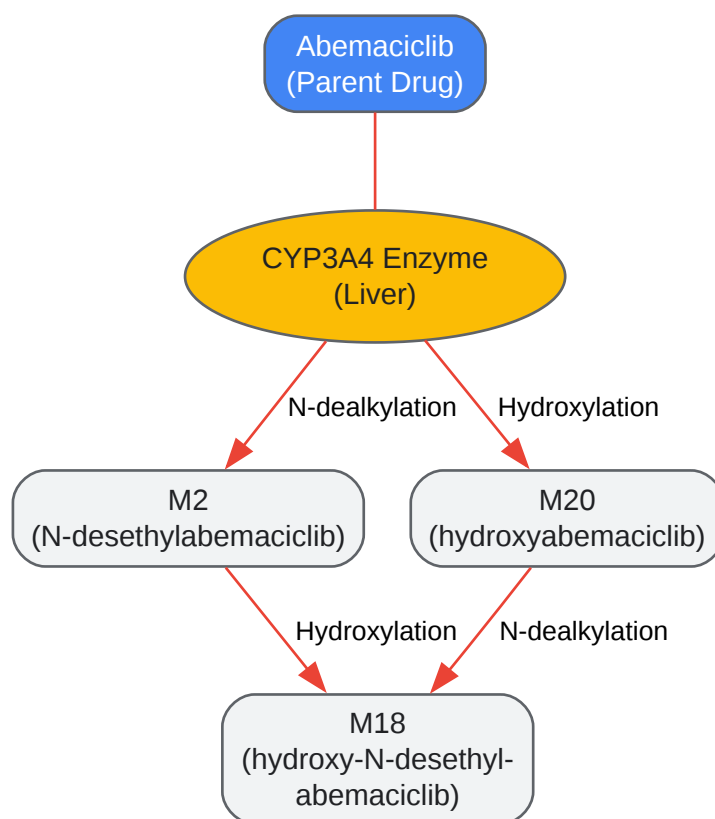 Abemaciclib
(Parent Drug)
CYP3A4 Enzyme
(Liver)
N-dealkylation
Hydroxylation
M2
(N-desethylabemaciclib)
M20
(hydroxyabemaciclib)
Hydroxylation
N-dealkylation
M18
(hydroxy-N-desethyl-
abemaciclib)